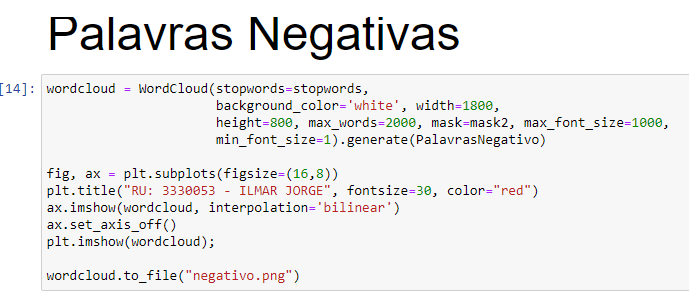 Palavras Negativas
[14]: wordcloud = WordCloud(stopwords=stopwords,
background_color='white', width=1800,
height=800, max_words=2000, mask=mask2, max_font_size=1000,
min_font_size=1).generate(PalavrasNegativo)
fig, ax = plt.subplots(figsize=(16,8))
plt.title("RU: 3330053 - ILMAR JORGE", fontsize=30, color="red")
ax.imshow(wordcloud, interpolation='bilinear')
ax.set_axis_off()
plt.imshow(wordcloud);
wordcloud.to_file("negativo.png")